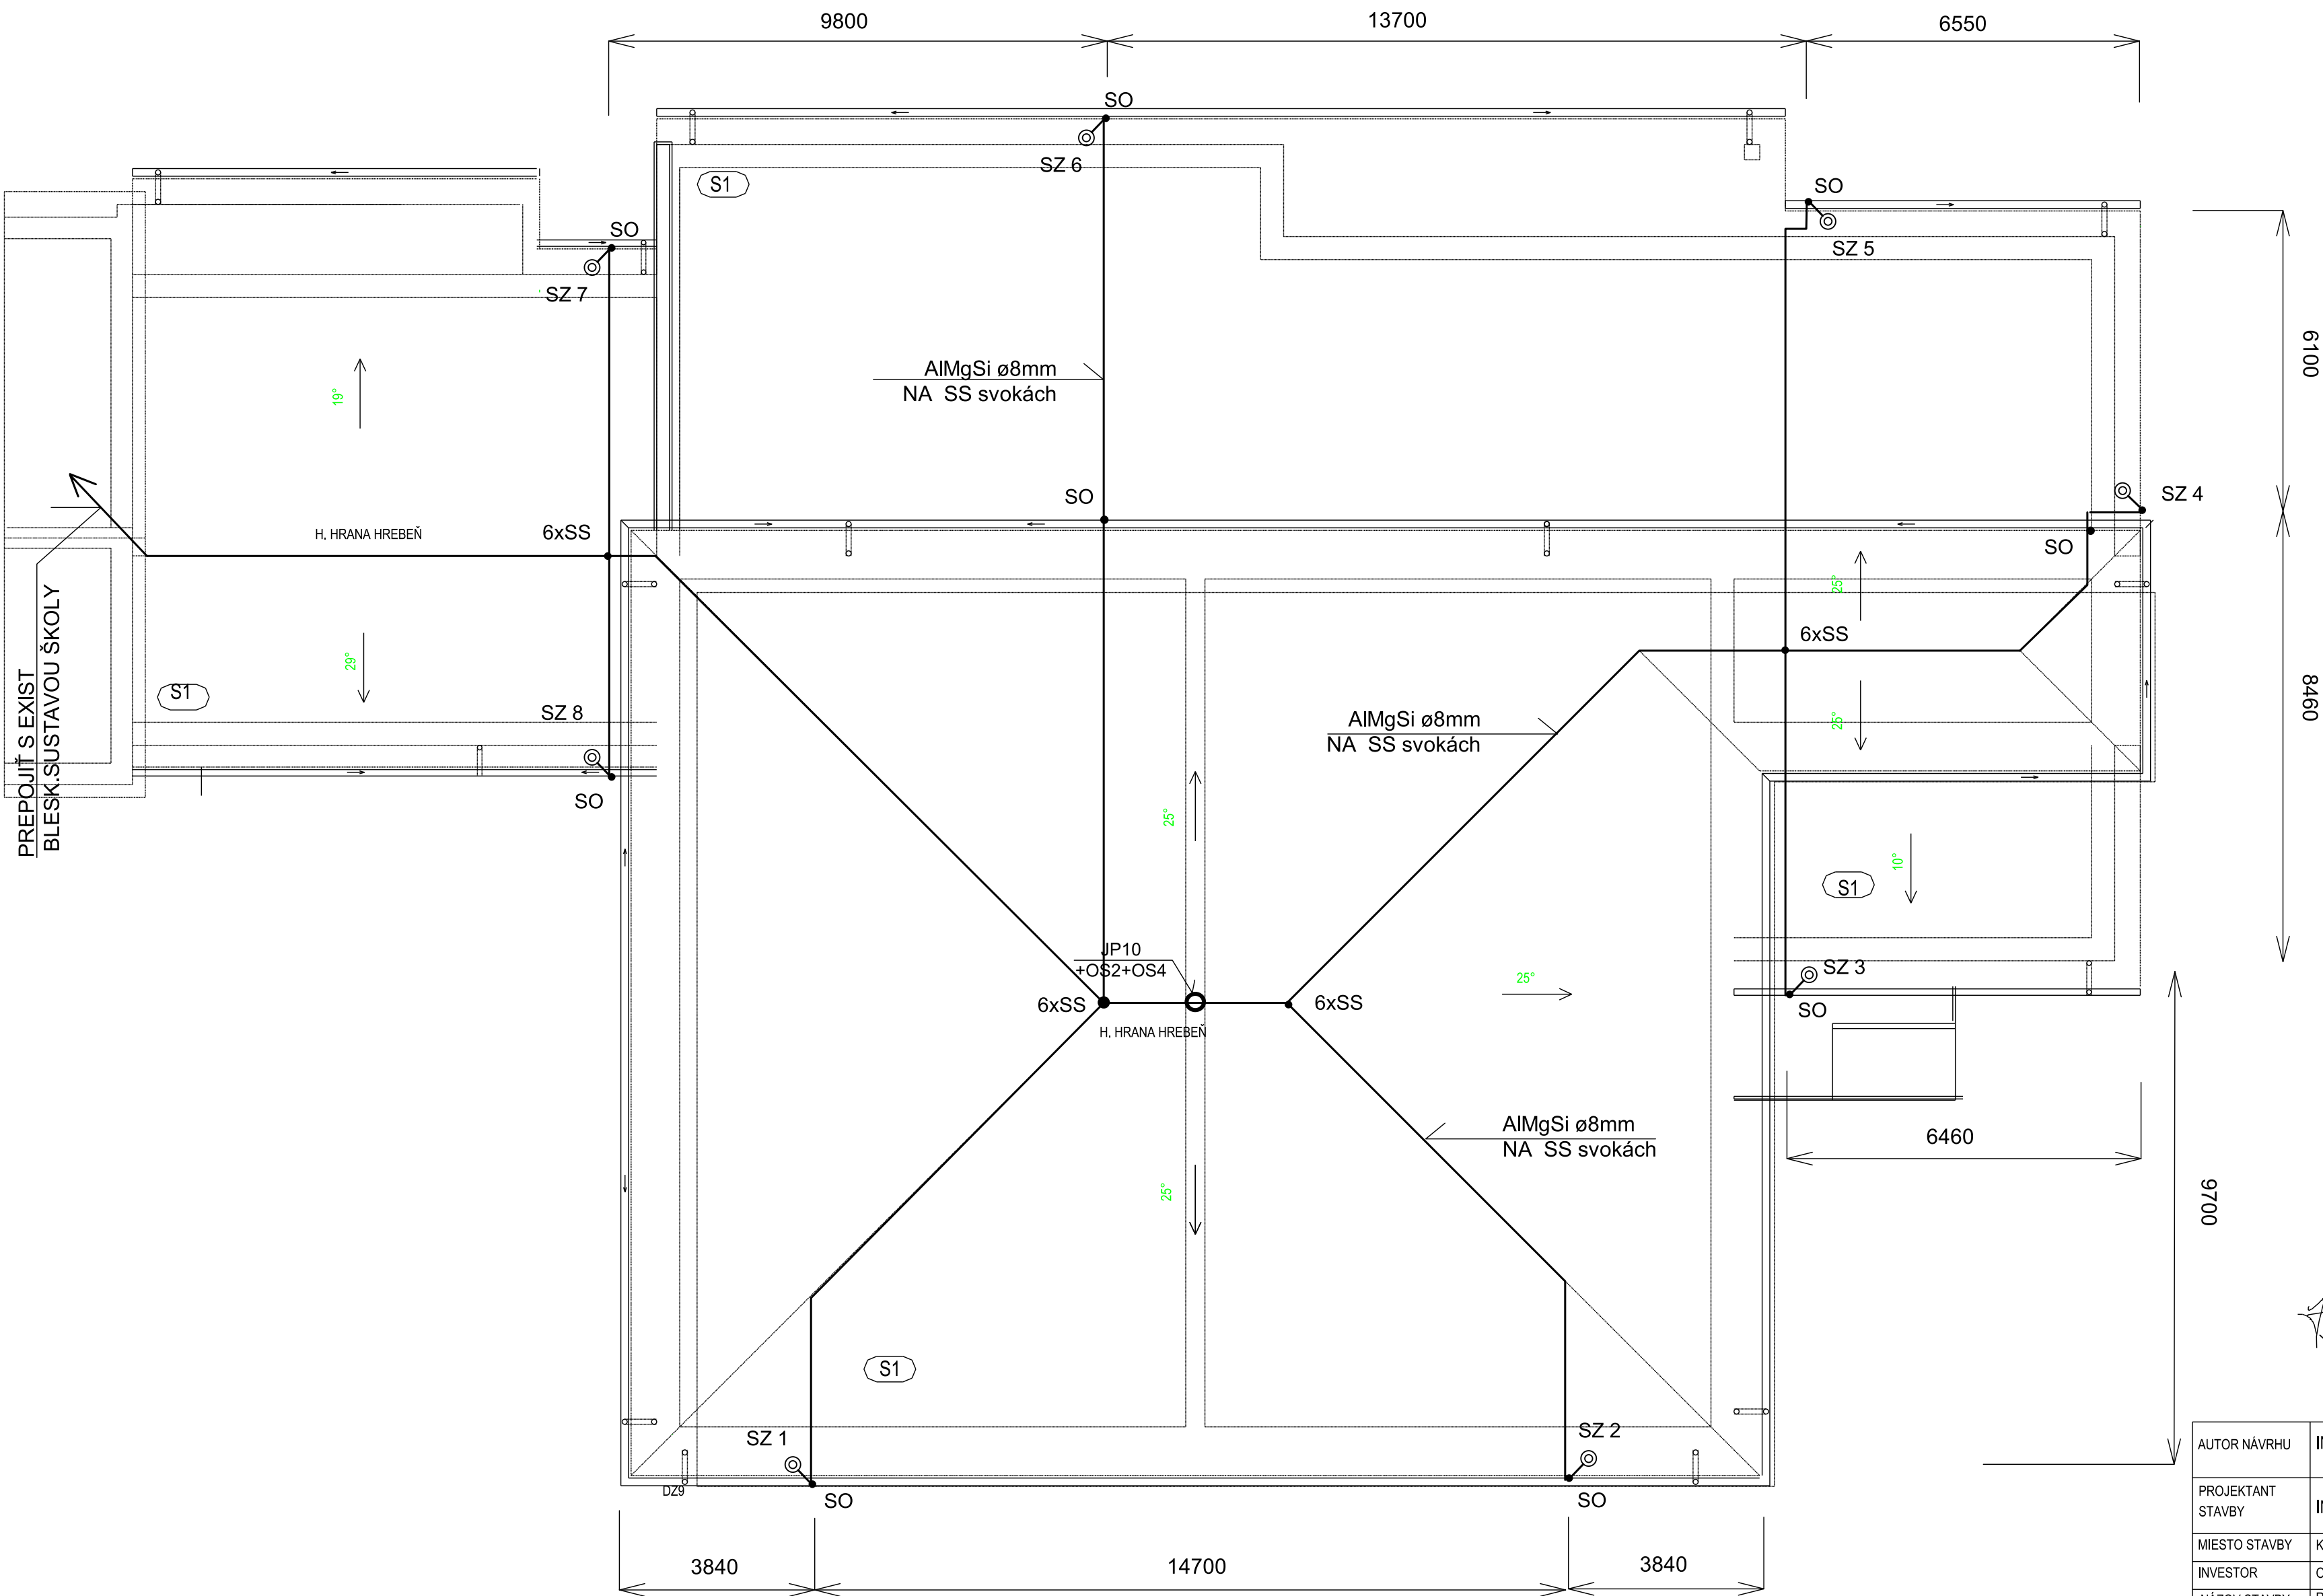 9800
13700
6550
SO
SZ 6
S1
SO
SZ 5
SO
SZ 7
6100
AlMgSi ø8mm
NA SS svokách
19°
SO
SZ 4
H. HRANA HREBEŇ
6xSS
SO
25°
6xSS
8460
PREPOJIŤ S EXIST
BLESK.SUSTAVOU ŠKOLY
29°
S1
SZ 8
SO
AlMgSi ø8mm
NA SS svokách
25°
25°
10°
S1
JP10
+OS2+OS4
6xSS
6xSS
H. HRANA HREBEŇ
25°
SZ 3
SO
AlMgSi ø8mm
NA SS svokách
6460
25°
9700
S1
SZ 1
SZ 2
DZ9
SO
SO
3840
14700
3840
AUTOR NÁVRHU
PROJEKTANT
STAVBY
MIESTO STAVBY
INVESTOR